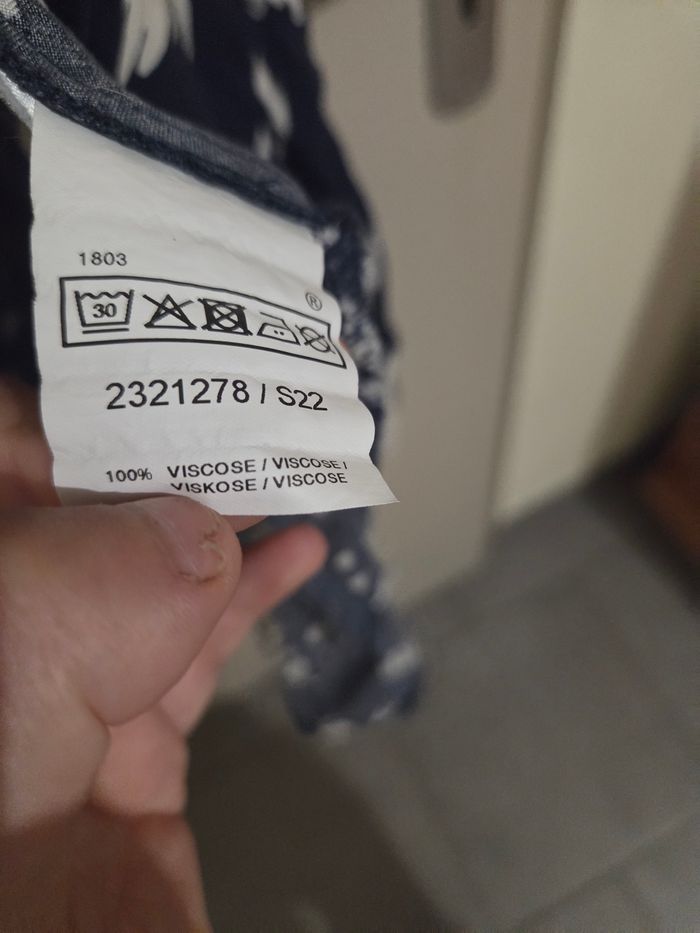 1803
®
30
2321278 / S22
100% VISCOSE / VISCOSE /
VISKOSE / VISCOSE